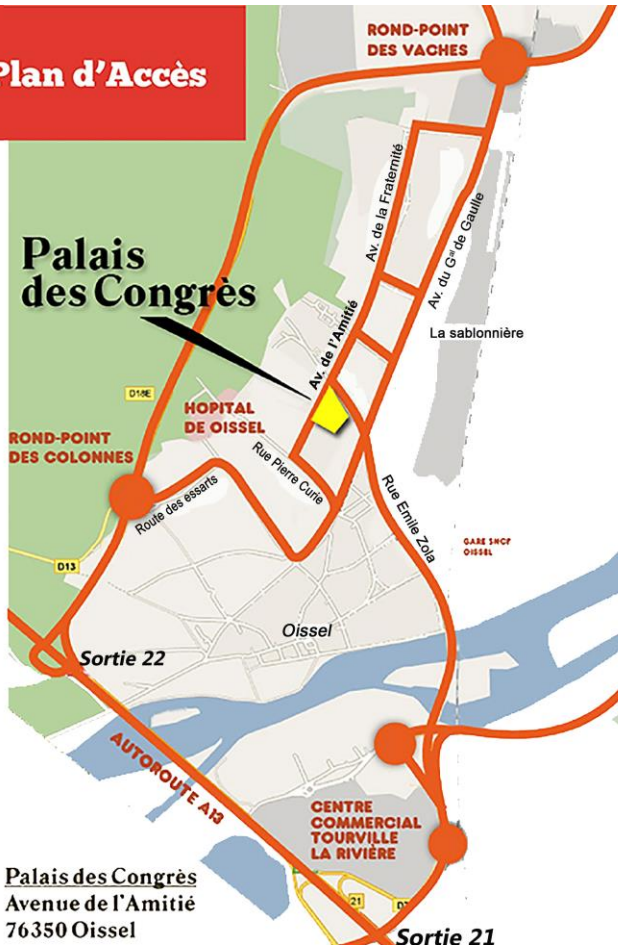 Plan d'Accès
ROND-POINT
DES VACHES
Av. de la Fraternité
Av. du Gal de Gaulle
Palais
des Congrès
La sablonnière
Av. de l'Amitié
D18E
HOPITAL
DE OISSEL
ROND-POINT
DES COLONNES
Rue Pierre Curie
Route des essarts
Rue Emile Zola
GARE SNCF
OISSEL
D13
Oissel
Sortie 22
AUTOROUTE A13
CENTRE
COMMERCIAL
TOURVILLE
LA RIVIÈRE
Palais des Congrès
Avenue de l'Amitié
76350 Oissel
21
Sortie 21